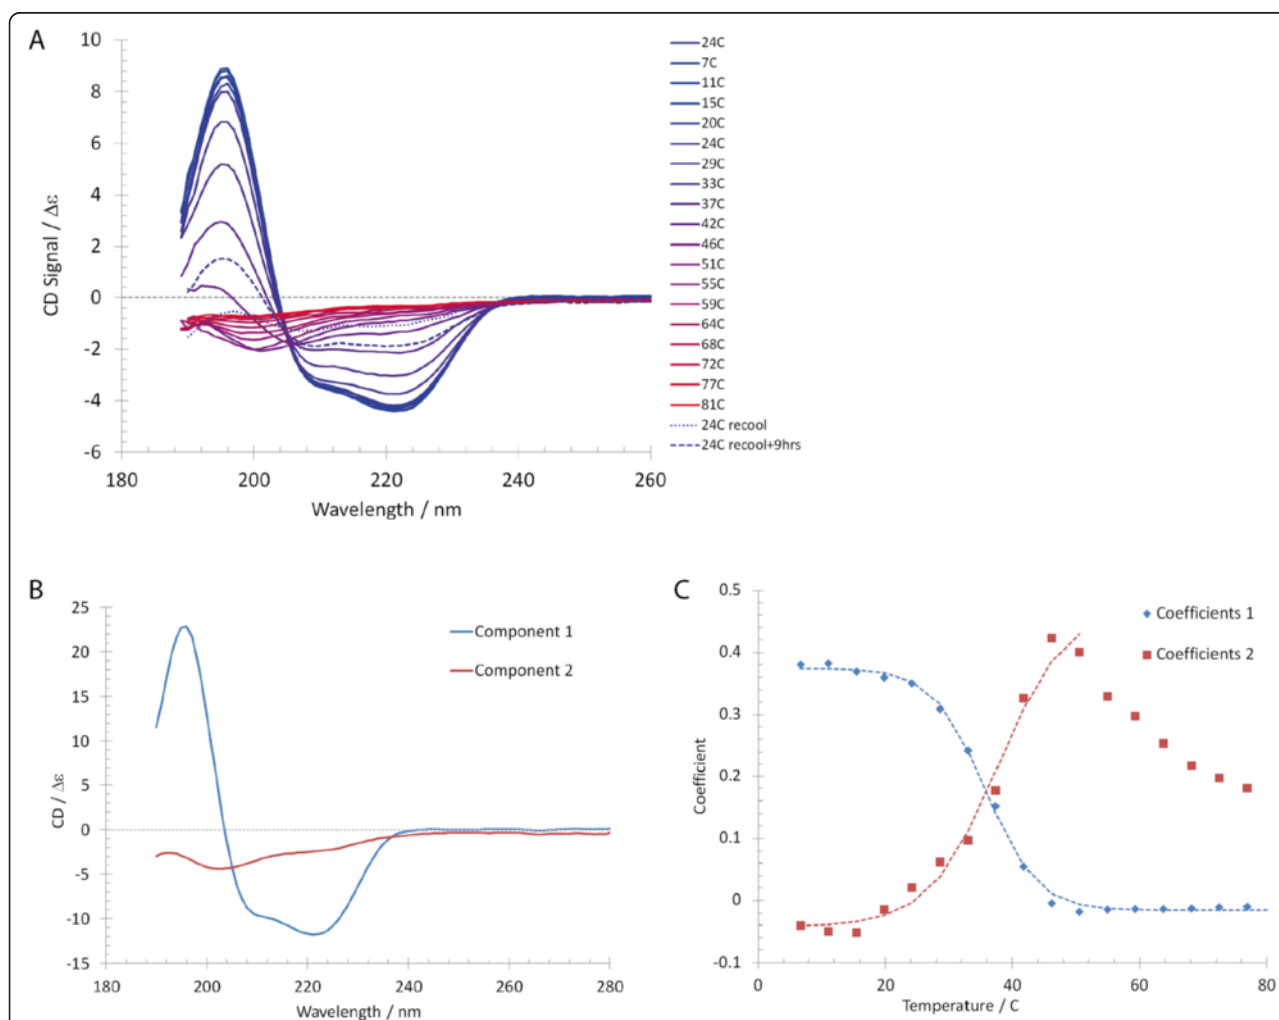 A
10
8
6
4
2
0
-2
-4
-6
CD Signal / Δε
180
200
220
240
260
Wavelength / nm
24C
7C
11C
15C
20C
24C
29C
33C
37C
42C
46C
51C
55C
59C
64C
68C
72C
77C
81C
24C recool
24C recool+9hrs
B
25
20
15
10
5
0
-5
-10
-15
CD / Δε
180
200
220
240
260
280
Wavelength / nm
Component 1
Component 2
C
0.5
0.4
0.3
0.2
0.1
0
-0.1
Coefficient
0
20
40
60
80
Temperature / C
Coefficients 1
Coefficients 2